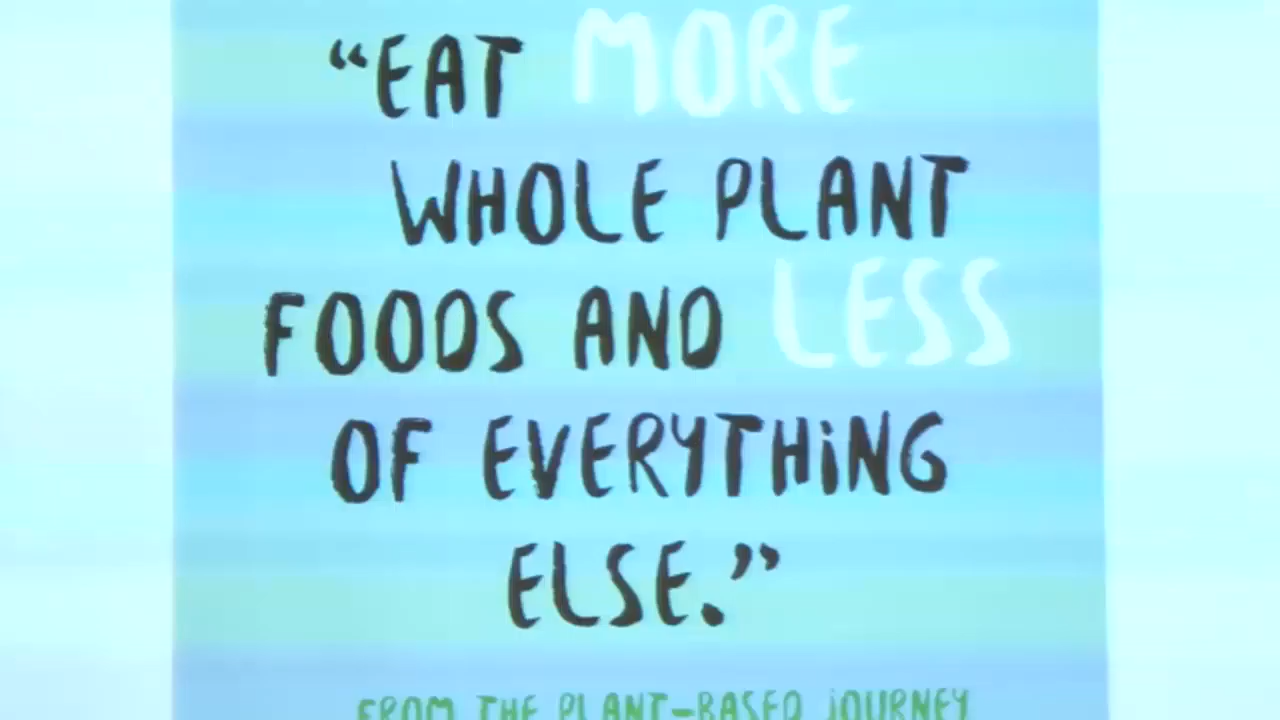 “EAT MORE
WHOLE PLANT
FOODS AND LESS
OF EVERYTHiNG
ELSE.”
FROM THE PLANT-BASED JOURNEY